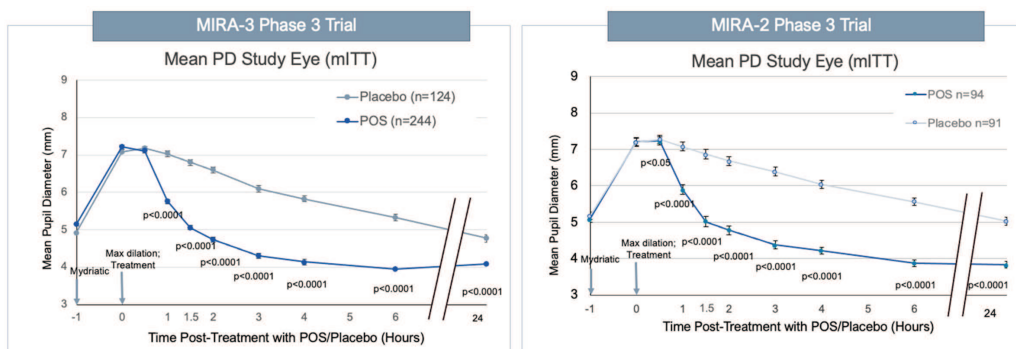 MIRA-3 Phase 3 Trial
Mean PD Study Eye (mITT)
Mean Pupil Diameter (mm)
9
8
7
6
5
4
3
Placebo (n=124)
POS (n=244)
p<0.0001
p<0.0001
p<0.0001
p<0.0001
p<0.0001
p<0.0001
p<0.0001
Mydriatic
Max dilation;
Treatment
-1 0 1 1.5 2 3 4 6 24
Time Post-Treatment with POS/Placebo (Hours)
MIRA-2 Phase 3 Trial
Mean PD Study Eye (mITT)
Mean Pupil Diameter (mm)
9
8
7
6
5
4
3
POS n=94
Placebo n=91
p<0.05
p<0.0001
p<0.0001
p<0.0001
p<0.0001
p<0.0001
p<0.0001
p<0.0001
Mydriatic
Max dilation;
Treatment
-1 0 1 1.5 2 3 4 6 24
Time Post-Treatment with POS/Placebo (Hours)